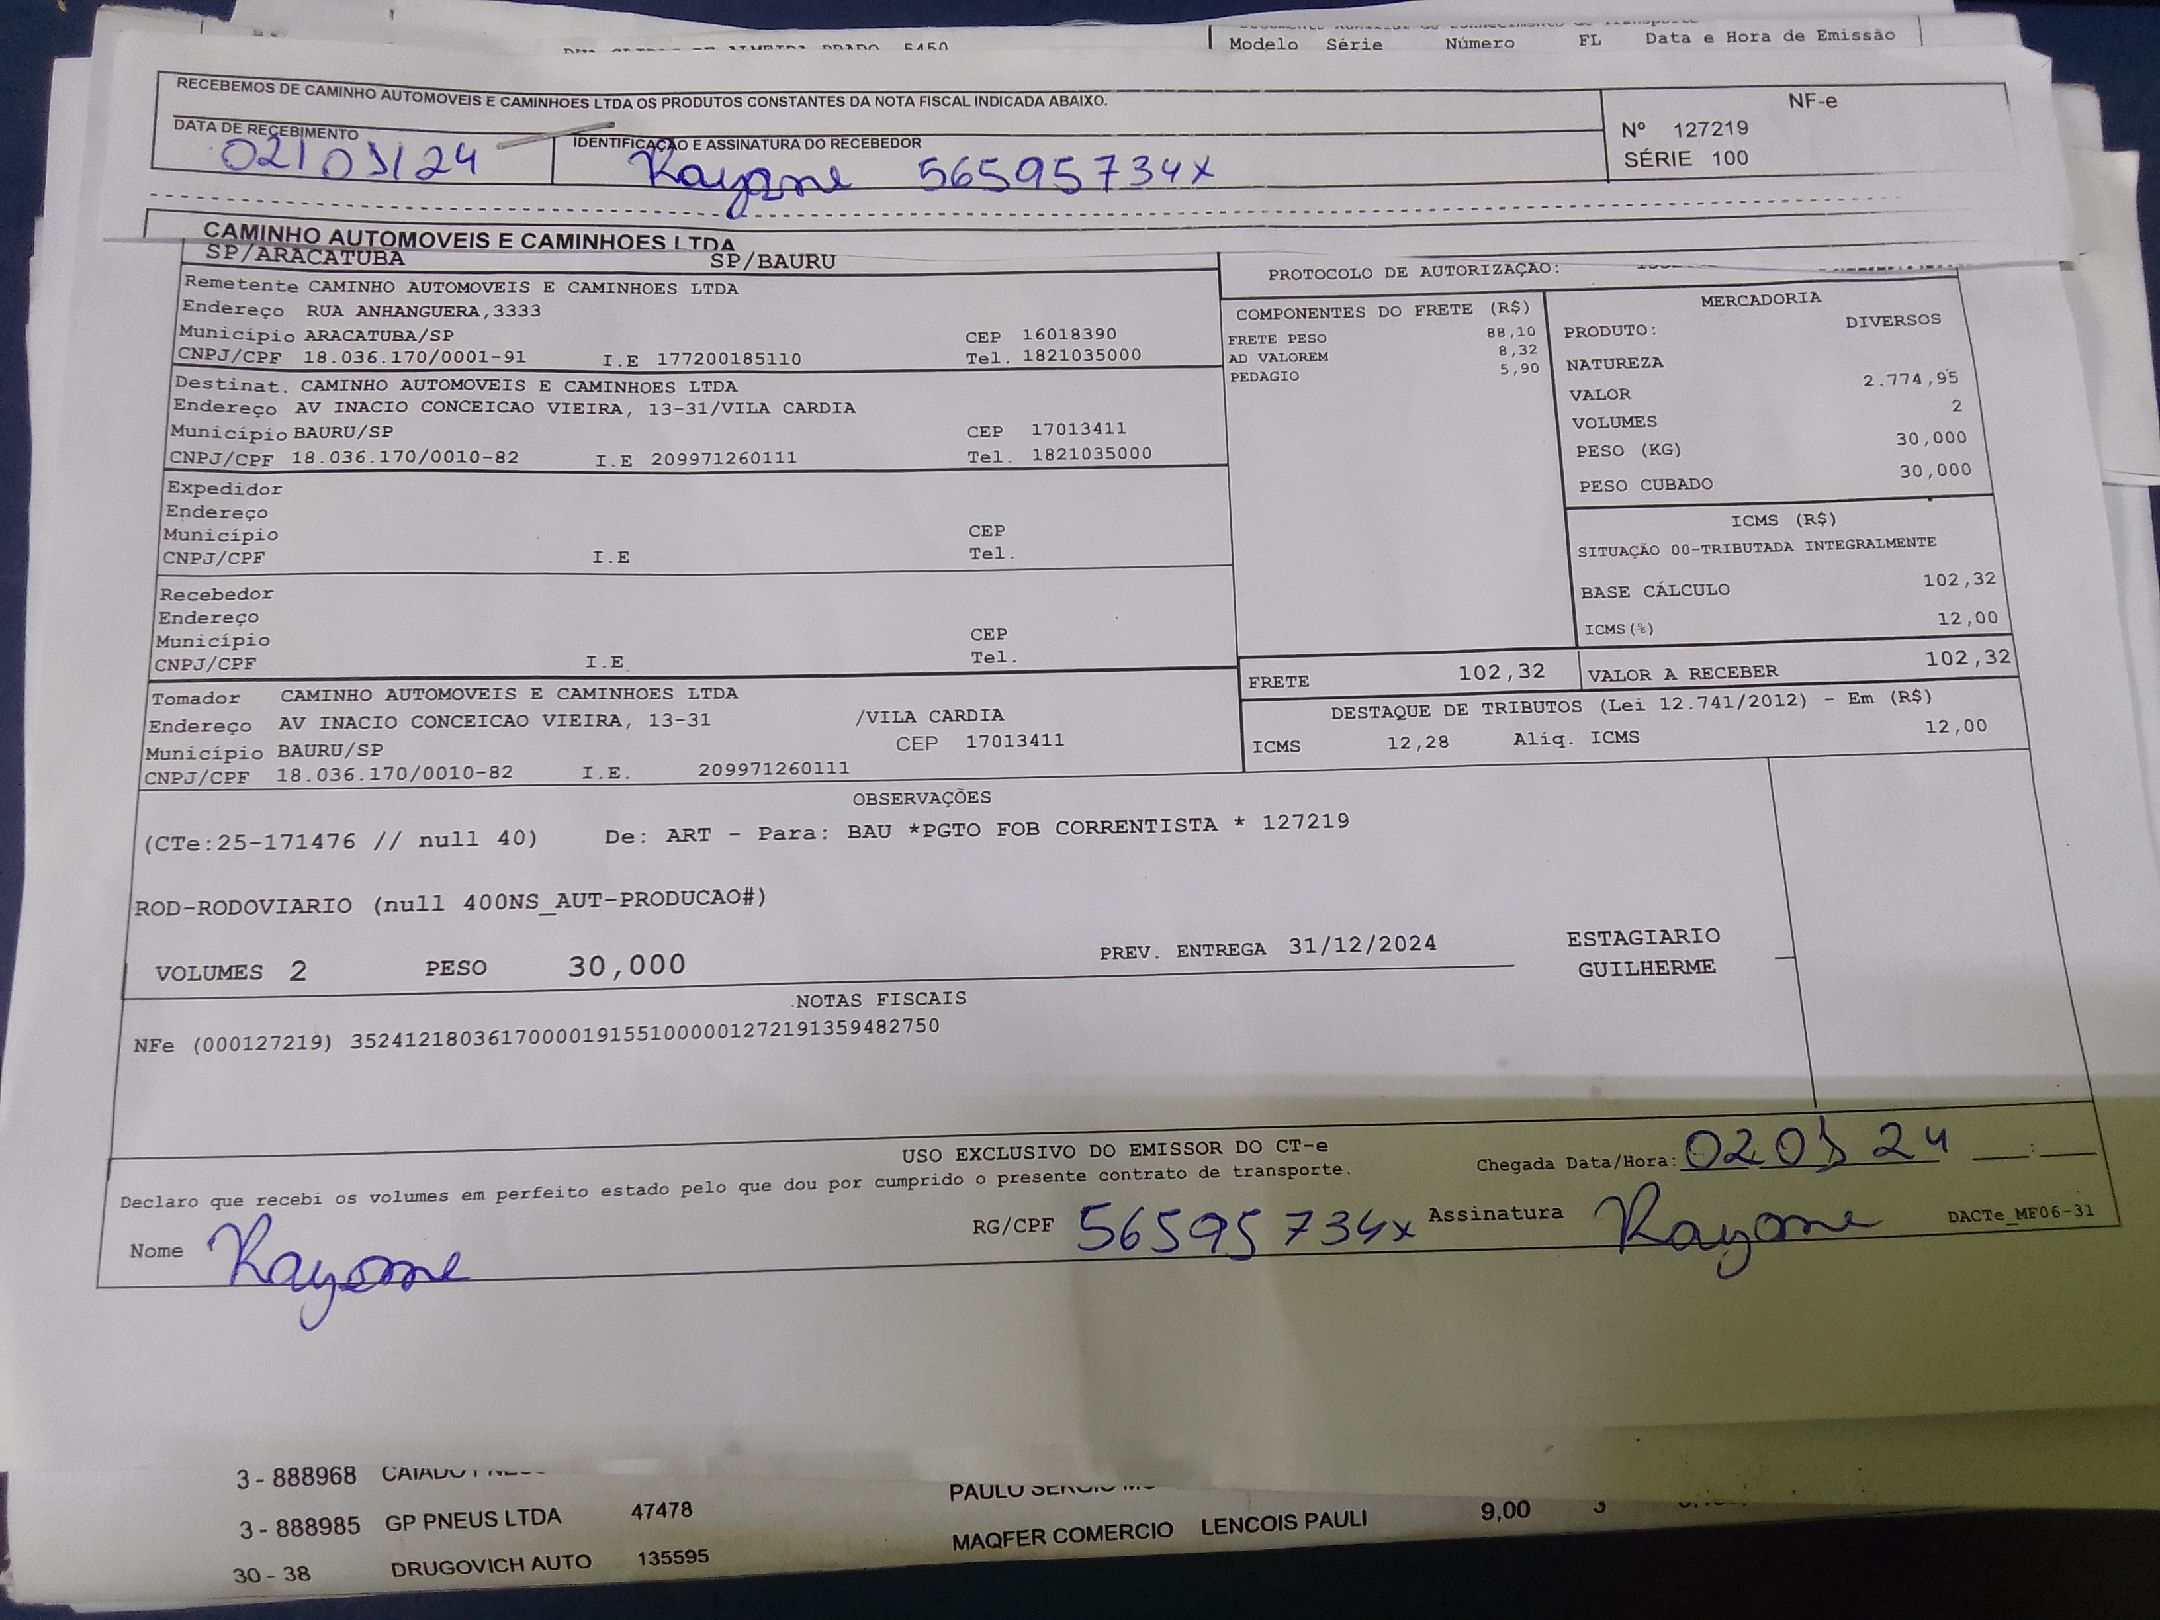 Modelo Série Número FL Data e Hora de Emissão
RECEBEMOS DE CAMINHO AUTOMOVEIS E CAMINHOES LTDA OS PRODUTOS CONSTANTES DA NOTA FISCAL INDICADA ABAIXO.
NF-e
Nº 127219
SÉRIE 100
DATA DE RECEBIMENTO
02/01/24
IDENTIFICAÇÃO E ASSINATURA DO RECEBEDOR
Rayane 56595734x
CAMINHO AUTOMOVEIS E CAMINHOES LTDA
SP/ARACATUBA SP/BAURU
PROTOCOLO DE AUTORIZAÇÃO:
Remetente CAMINHO AUTOMOVEIS E CAMINHOES LTDA
Endereço RUA ANHANGUERA,3333
Município ARACATUBA/SP CEP 16018390
CNPJ/CPF 18.036.170/0001-91 I.E 177200185110 Tel. 1821035000
Destinat. CAMINHO AUTOMOVEIS E CAMINHOES LTDA
Endereço AV INACIO CONCEICAO VIEIRA, 13-31/VILA CARDIA
Município BAURU/SP CEP 17013411
CNPJ/CPF 18.036.170/0010-82 I.E 209971260111 Tel. 1821035000
Expedidor
Endereço
Município CEP
CNPJ/CPF I.E Tel.
Recebedor
Endereço
Município CEP
CNPJ/CPF I.E Tel.
Tomador CAMINHO AUTOMOVEIS E CAMINHOES LTDA
Endereço AV INACIO CONCEICAO VIEIRA, 13-31 /VILA CARDIA
Município BAURU/SP CEP 17013411
CNPJ/CPF 18.036.170/0010-82 I.E. 209971260111
COMPONENTES DO FRETE (R$)
FRETE PESO 88,10
AD VALOREM 8,32
PEDAGIO 5,90
MERCADORIA
PRODUTO: DIVERSOS
NATUREZA
VALOR 2.774,95
VOLUMES 2
PESO (KG) 30,000
PESO CUBADO 30,000
ICMS (R$)
SITUAÇÃO 00-TRIBUTADA INTEGRALMENTE
BASE CÁLCULO 102,32
ICMS(%) 12,00
FRETE 102,32 VALOR A RECEBER 102,32
DESTAQUE DE TRIBUTOS (Lei 12.741/2012) - Em (R$)
ICMS 12,28 Alíq. ICMS 12,00
OBSERVAÇÕES
(CTe:25-171476 // null 40) De: ART - Para: BAU *PGTO FOB CORRENTISTA * 127219
ROD-RODOVIARIO (null 400NS_AUT-PRODUCAO#)
VOLUMES 2 PESO 30,000 PREV. ENTREGA 31/12/2024
ESTAGIARIO
GUILHERME
NOTAS FISCAIS
NFe (000127219) 35241218036170000191551000001272191359482750
USO EXCLUSIVO DO EMISSOR DO CT-e
Declaro que recebi os volumes em perfeito estado pelo que dou por cumprido o presente contrato de transporte.
Chegada Data/Hora: 02 01 24 __:__
Nome Rayane RG/CPF 56595734x Assinatura Rayane DACTe_MF06-31
3 - 888968
3 - 888985 GP PNEUS LTDA 47478 MAQFER COMERCIO LENCOIS PAULI 9,00 3
30 - 38 DRUGOVICH AUTO 135595